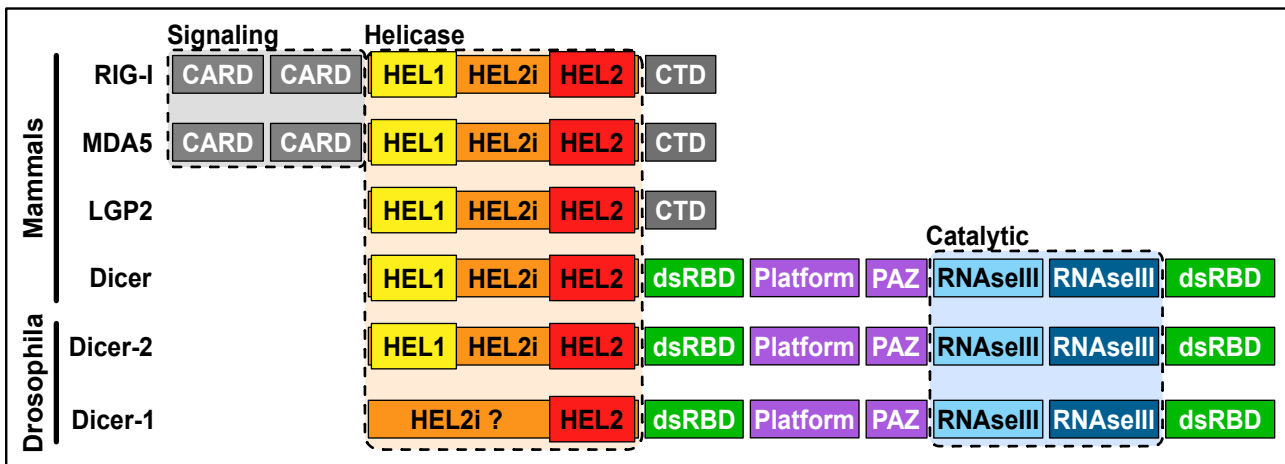 Signaling Helicase
RIG-I CARD CARD HEL1 HEL2i HEL2 CTD
MDA5 CARD CARD HEL1 HEL2i HEL2 CTD
LGP2 HEL1 HEL2i HEL2 CTD
Mammals
Catalytic
Dicer HEL1 HEL2i HEL2 dsRBD Platform PAZ RNAseIII RNAseIII dsRBD
Dicer-2 HEL1 HEL2i HEL2 dsRBD Platform PAZ RNAseIII RNAseIII dsRBD
Drosophila
Dicer-1 HEL2i ? HEL2 dsRBD Platform PAZ RNAseIII RNAseIII dsRBD